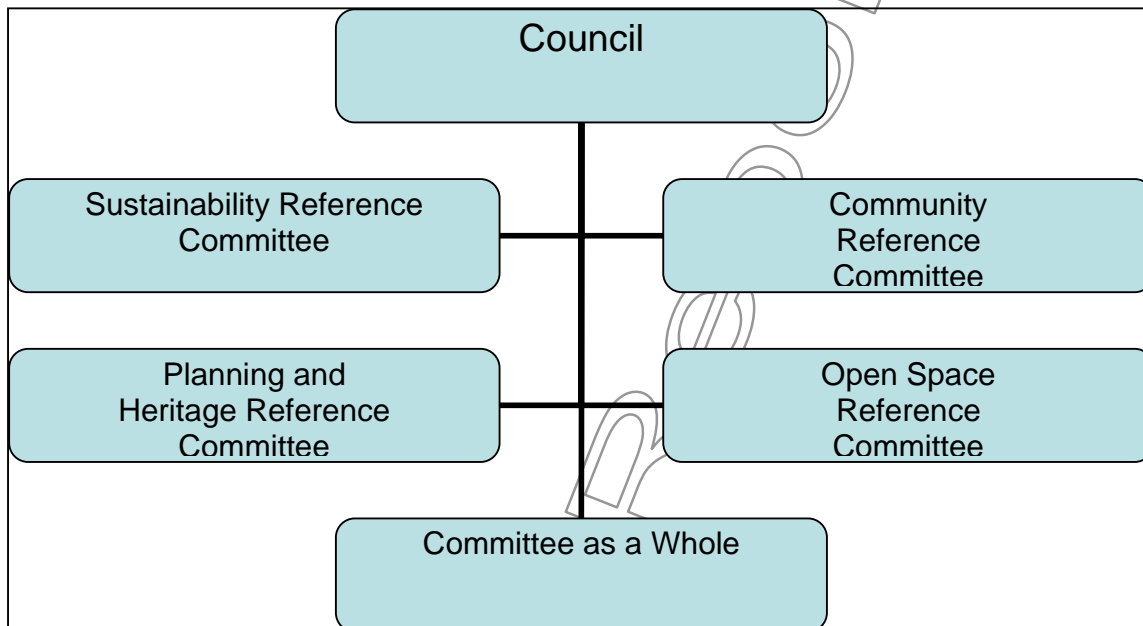 Council
Sustainability Reference
Committee
Community
Reference
Committee
Planning and
Heritage Reference
Committee
Open Space
Reference
Committee
Committee as a Whole